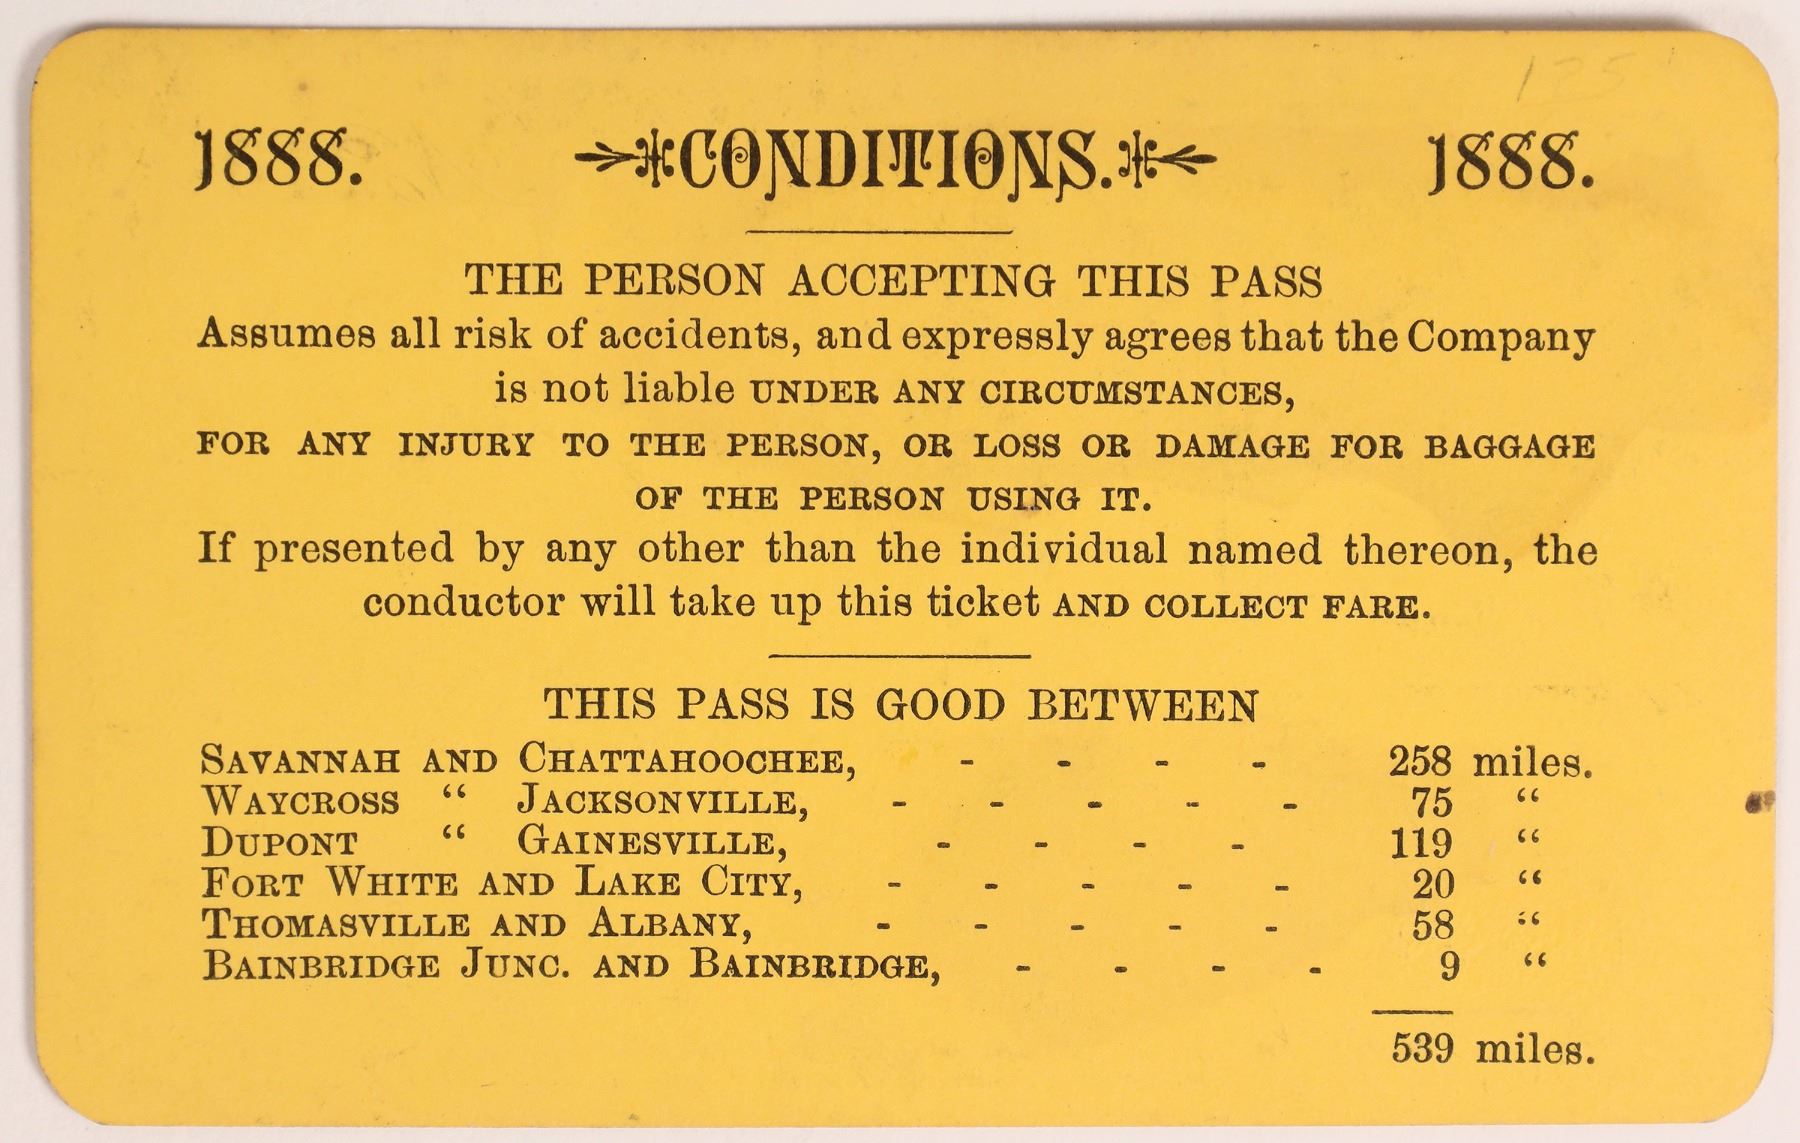 125
1888. CONDITIONS. 1888.
THE PERSON ACCEPTING THIS PASS
Assumes all risk of accidents, and expressly agrees that the Company
is not liable UNDER ANY CIRCUMSTANCES,
FOR ANY INJURY TO THE PERSON, OR LOSS OR DAMAGE FOR BAGGAGE
OF THE PERSON USING IT.
If presented by any other than the individual named thereon, the
conductor will take up this ticket AND COLLECT FARE.
THIS PASS IS GOOD BETWEEN
SAVANNAH AND CHATTAHOOCHEE, - - - - 258 miles.
WAYCROSS “ JACKSONVILLE, - - - - - 75 “
DUPONT “ GAINESVILLE, - - - - 119 “
FORT WHITE AND LAKE CITY, - - - - - 20 “
THOMASVILLE AND ALBANY, - - - - - 58 “
BAINBRIDGE JUNC. AND BAINBRIDGE, - - - - 9 “
539 miles.